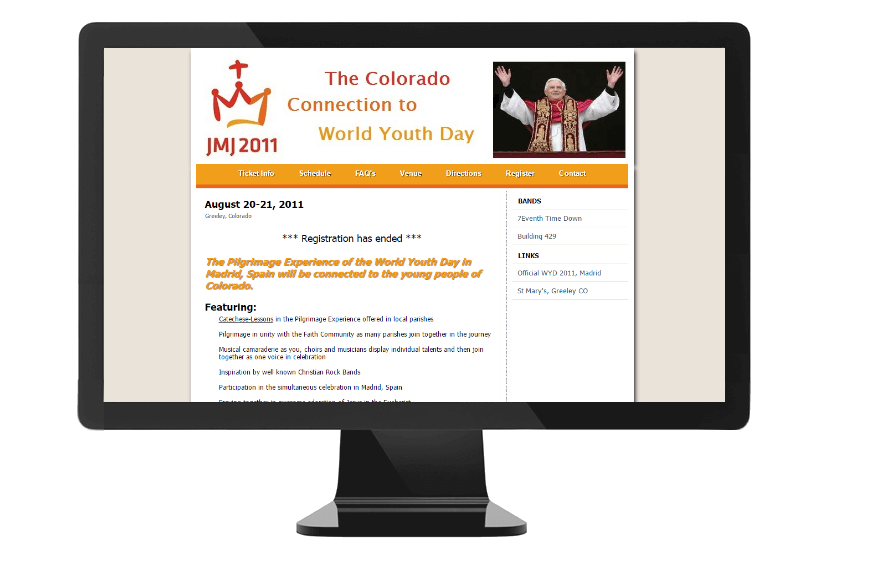 The Colorado
Connection to
World Youth Day
JMJ 2011
Ticket Info Schedule FAQ's Venue Directions Register Contact
August 20-21, 2011
Greeley, Colorado
*** Registration has ended ***
The Pilgrimage Experience of the World Youth Day in
Madrid, Spain will be connected to the young people of
Colorado.
Featuring:
Catechese-Lessons in the Pilgrimage Experience offered in local parishes
Pilgrimage in unity with the Faith Community as many parishes join together in the journey
Musical camaraderie as you, choirs and musicians display individual talents and then join
together as one voice in celebration
Inspiration by well known Christian Rock Bands
Participation in the simultaneous celebration in Madrid, Spain
BANDS
7Eventh Time Down
Building 429
LINKS
Official WYD 2011, Madrid
St Mary's, Greeley CO